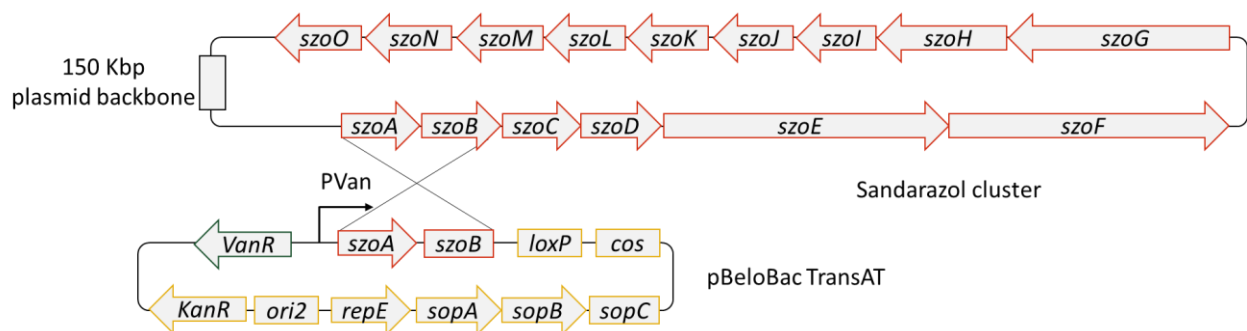 szoO szoN szoM szoL szoK szoJ szoI szoH szoG
150 Kbp
plasmid backbone
szoA szoB szoC szoD szoE szoF
PVan
Sandarazol cluster
VanR szoA szoB loxP cos
pBeloBac TransAT
KanR ori2 repE sopA sopB sopC